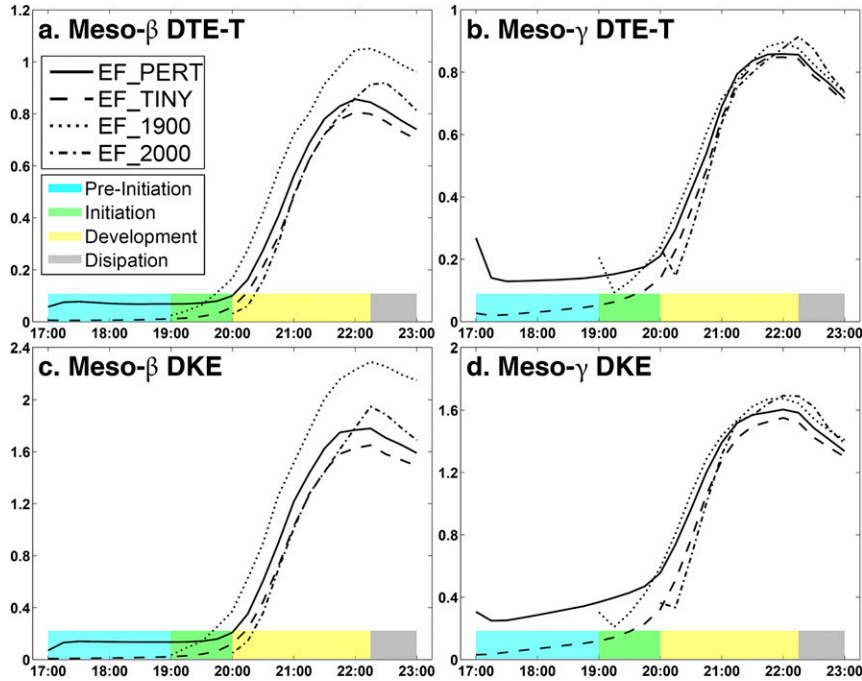 a. Meso-β DTE-T
EF_PERT
EF_TINY
EF_1900
EF_2000
Pre-Initiation
Initiation
Development
Disipation
1.2
1
0.8
0.6
0.4
0.2
0
17:00 18:00 19:00 20:00 21:00 22:00 23:00
b. Meso-γ DTE-T
1
0.8
0.6
0.4
0.2
0
17:00 18:00 19:00 20:00 21:00 22:00 23:00
c. Meso-β DKE
2.4
2
1.6
1.2
0.8
0.4
0
17:00 18:00 19:00 20:00 21:00 22:00 23:00
d. Meso-γ DKE
2
1.6
1.2
0.8
0.4
0
17:00 18:00 19:00 20:00 21:00 22:00 23:00